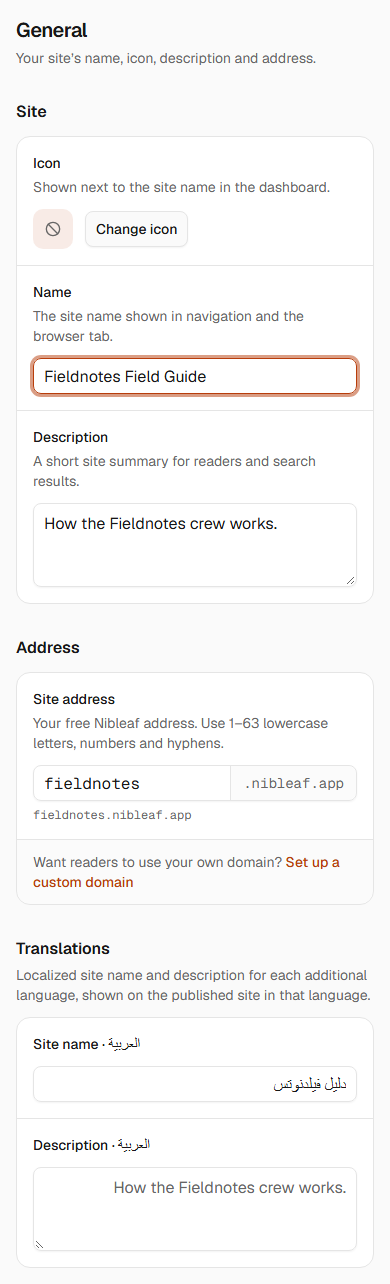 General
Your site's name, icon, description and address.
Site
Icon
Shown next to the site name in the dashboard.
Change icon
Name
The site name shown in navigation and the
browser tab.
Fieldnotes Field Guide
Description
A short site summary for readers and search
results.
How the Fieldnotes crew works.
Address
Site address
Your free Nibleaf address. Use 1–63 lowercase
letters, numbers and hyphens.
fieldnotes .nibleaf.app
fieldnotes.nibleaf.app
Want readers to use your own domain? Set up a
custom domain
Translations
Localized site name and description for each additional
language, shown on the published site in that language.
Site name · العربية
دليل فيلدنوتس
Description · العربية
How the Fieldnotes crew works.